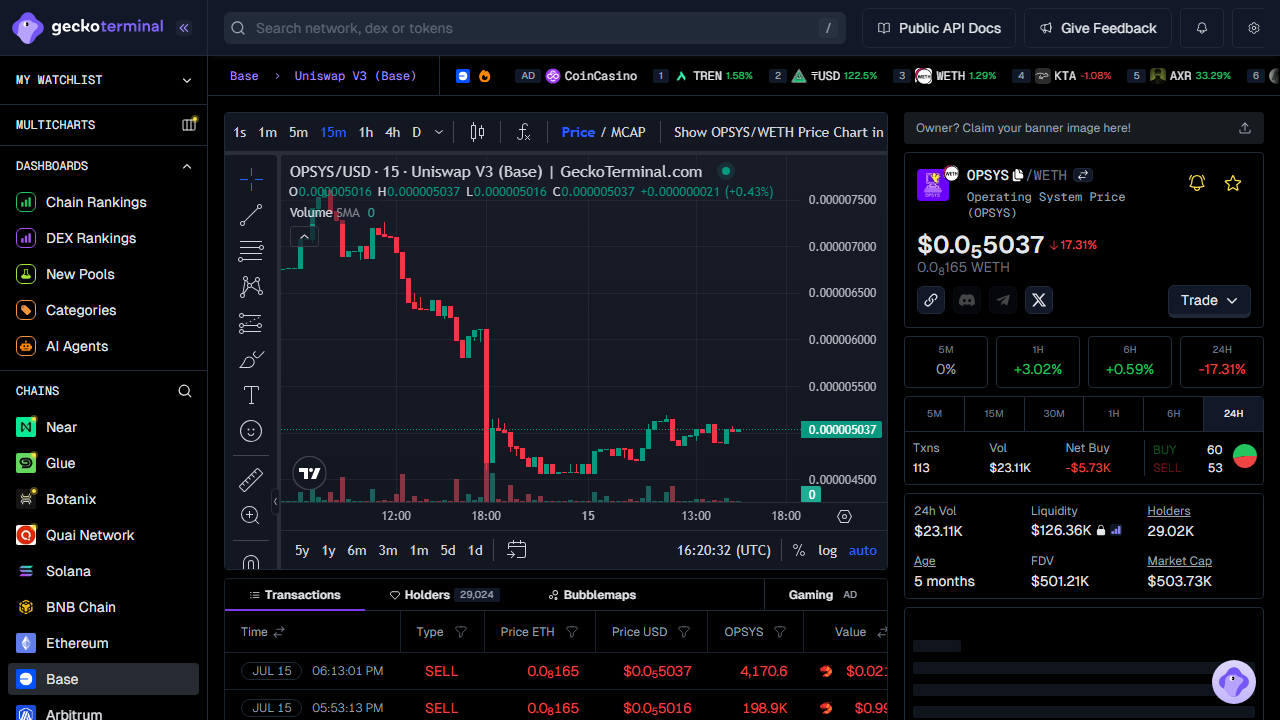 geckoterminal
Search network, dex or tokens
/
Public API Docs
Give Feedback
MY WATCHLIST
MULTICHARTS
DASHBOARDS
Chain Rankings
DEX Rankings
New Pools
Categories
AI Agents
CHAINS
Near
Glue
Botanix
Quai Network
Solana
BNB Chain
Ethereum
Base
Arbitrum
Base > Uniswap V3 (Base)
AD CoinCasino 1 TREN 1.58% 2 ₸USD 122.5% 3 WETH 1.29% 4 KTA -1.08% 5 AXR 33.29% 6
1s 1m 5m 15m 1h 4h D Price / MCAP Show OPSYS/WETH Price Chart in
OPSYS/USD · 15 · Uniswap V3 (Base) | GeckoTerminal.com
O0.000005016 H0.000005037 L0.000005016 C0.000005037 +0.000000021 (+0.43%)
Volume SMA 0
0.000007500
0.000007000
0.000006500
0.000006000
0.000005500
0.000005037
0.000004500
0
12:00 18:00 15 13:00 18:00
5y 1y 6m 3m 1m 5d 1d 16:20:32 (UTC) % log auto
Transactions Holders 29,024 Bubblemaps Gaming AD
Time Type Price ETH Price USD OPSYS Value
JUL 15 06:13:01 PM SELL 0.0₈165 $0.0₅5037 4,170.6 $0.021
JUL 15 05:53:13 PM SELL 0.0₈165 $0.0₅5016 198.9K $0.99
Owner? Claim your banner image here!
OPSYS/WETH
Operating System Price
(OPSYS)
$0.0₅5037 ↓17.31%
0.0₈165 WETH
Trade
5M 1H 6H 24H
0% +3.02% +0.59% -17.31%
5M 15M 30M 1H 6H 24H
Txns Vol Net Buy BUY 60
113 $23.11K -$5.73K SELL 53
24h Vol Liquidity Holders
$23.11K $126.36K 29.02K
Age FDV Market Cap
5 months $501.21K $503.73K